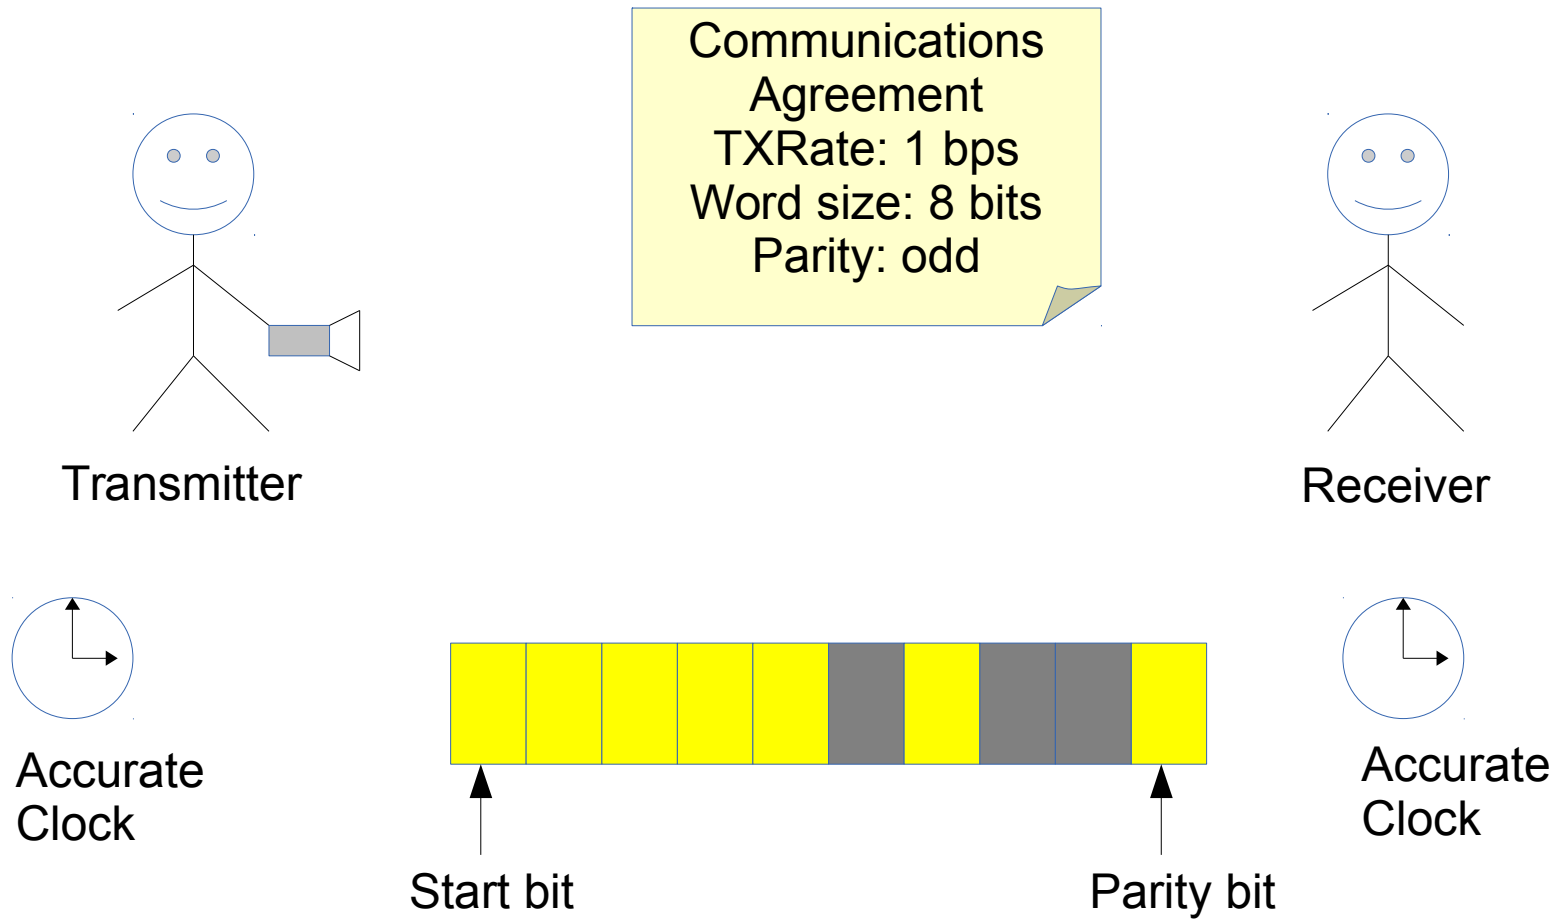 Communications
Agreement
TXRate: 1 bps
Word size: 8 bits
Parity: odd
Transmitter
Receiver
Accurate
Clock
Accurate
Clock
Start bit
Parity bit